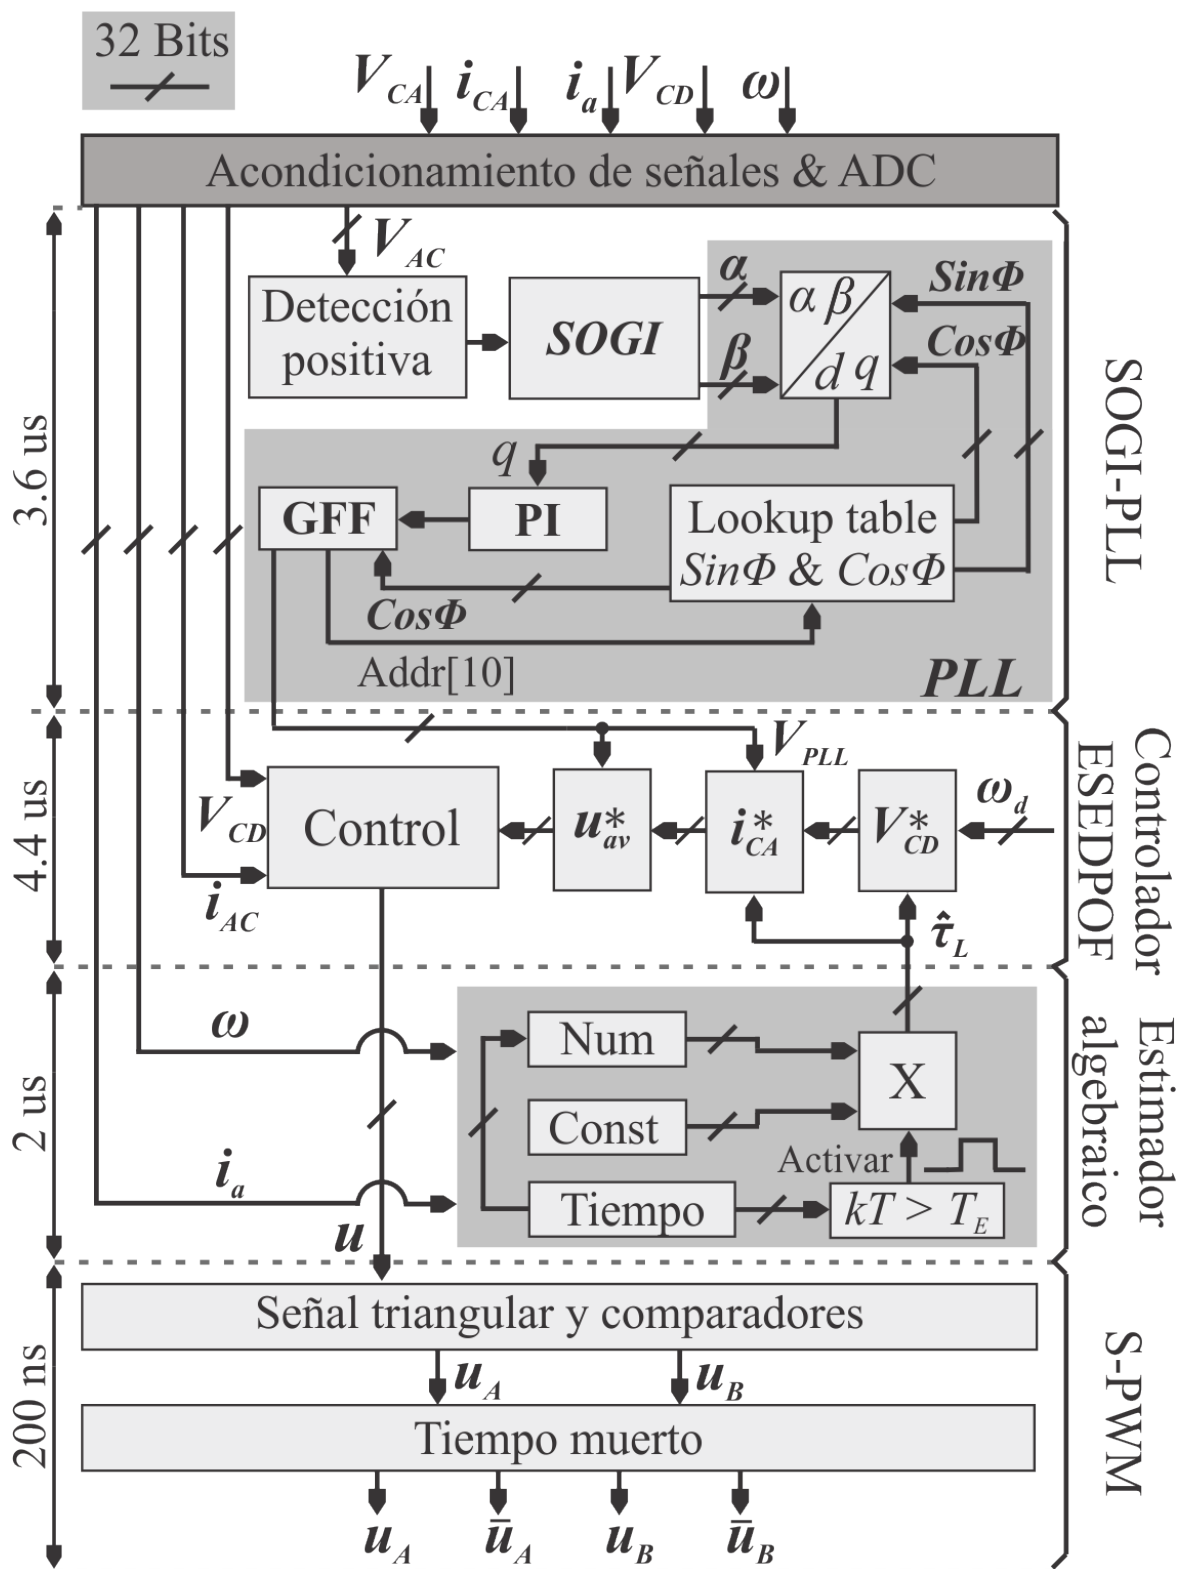 32 Bits
V_CA i_CA i_a V_CD ω
Acondicionamiento de señales & ADC
V_AC
Detección
positiva
SOGI
α
β
α β
d q
SinΦ
CosΦ
q
GFF
PI
Lookup table
SinΦ & CosΦ
CosΦ
Addr[10]
PLL
3.6 us
SOGI-PLL
V_PLL
V_CD
i_AC
Control
u*_av
i*_CA
V*_CD
ω_d
τ̂_L
4.4 us
Controlador
ESEDPOF
ω
i_a
Num
Const
X
Activar
Tiempo
kT > T_E
2 us
Estimador
algebraico
u
Señal triangular y comparadores
u_A u_B
Tiempo muerto
u_A ū_A u_B ū_B
200 ns
S-PWM